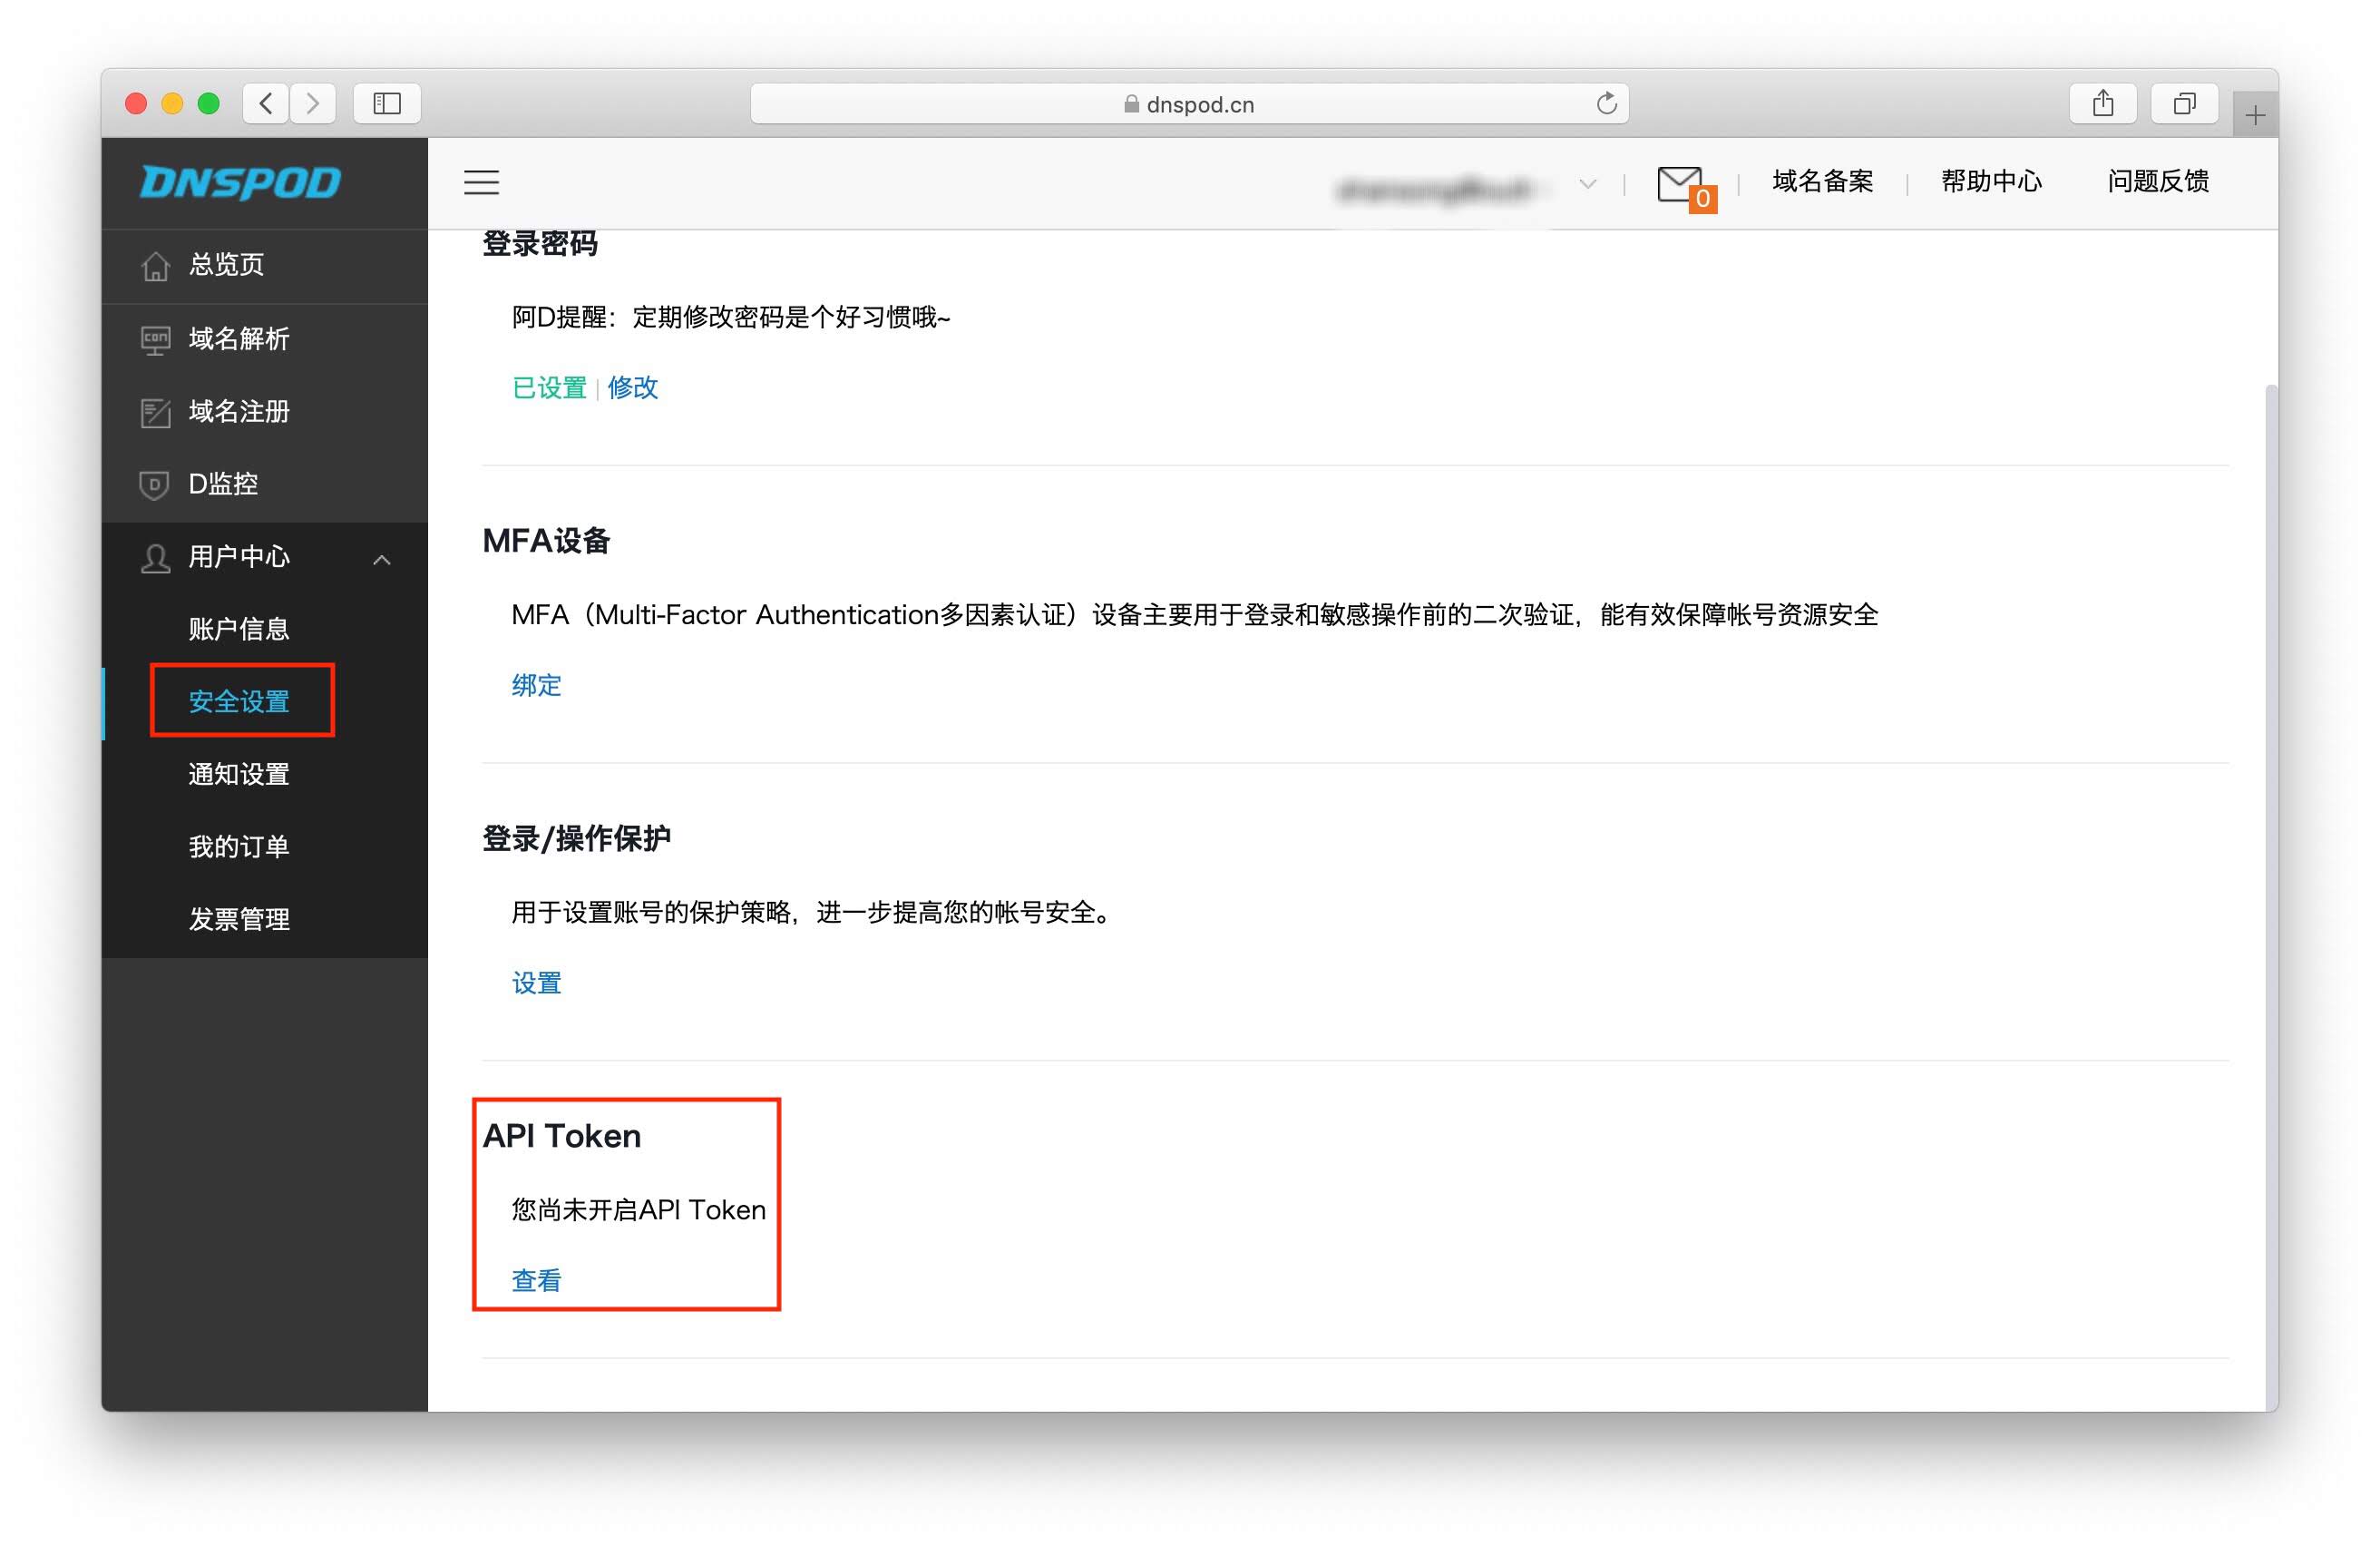 dnspod.cn
DNSPOD
0
域名备案
帮助中心
问题反馈
总览页
域名解析
域名注册
D监控
用户中心
账户信息
安全设置
通知设置
我的订单
发票管理
登录密码
阿D提醒：定期修改密码是个好习惯哦~
已设置 | 修改
MFA设备
MFA（Multi-Factor Authentication多因素认证）设备主要用于登录和敏感操作前的二次验证，能有效保障帐号资源安全
绑定
登录/操作保护
用于设置账号的保护策略，进一步提高您的帐号安全。
设置
API Token
您尚未开启API Token
查看